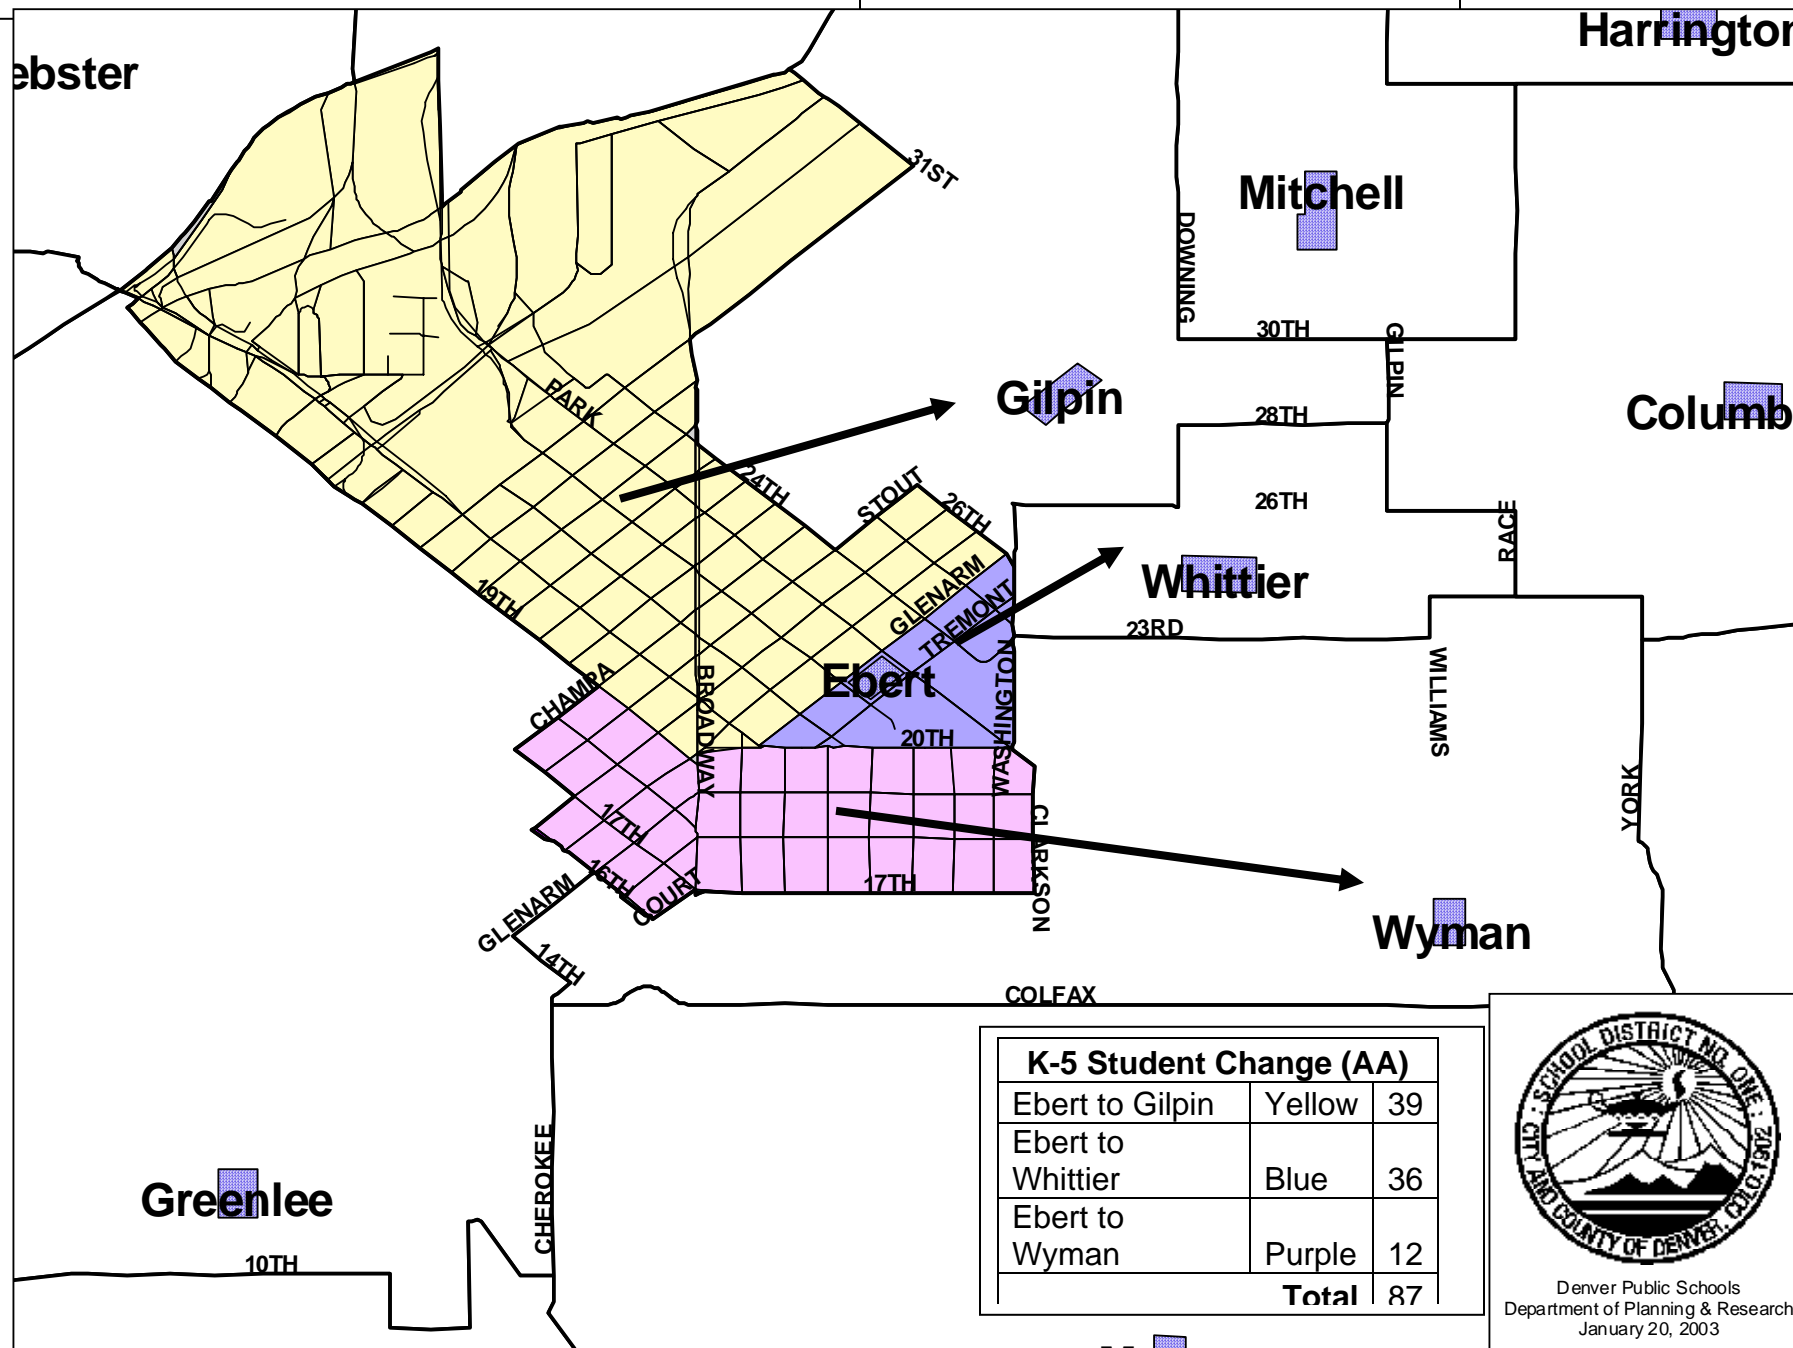 Harrington
ebster
31ST
Mitchell
DOWNING
30TH
GILPIN
PARK
Gilpin
28TH
Columb
24TH
STOUT
26TH
26TH
RACE
GLENARM
Whittier
TREMONT
19TH
23RD
CHAMPA
BROADWAY
Ebert
WASHINGTON
WILLIAMS
20TH
YORK
17TH
CLARKSON
16TH
COURT
17TH
GLENARM
Wyman
14TH
COLFAX
K-5 Student Change (AA)
Ebert to Gilpin Yellow 39
Ebert to
Whittier Blue 36
Ebert to
Wyman Purple 12
Total 87
CHEROKEE
Greenlee
10TH
SCHOOL DISTRICT NO. ONE
CITY AND COUNTY OF DENVER, COLO. 1902
Denver Public Schools
Department of Planning & Research
January 20, 2003